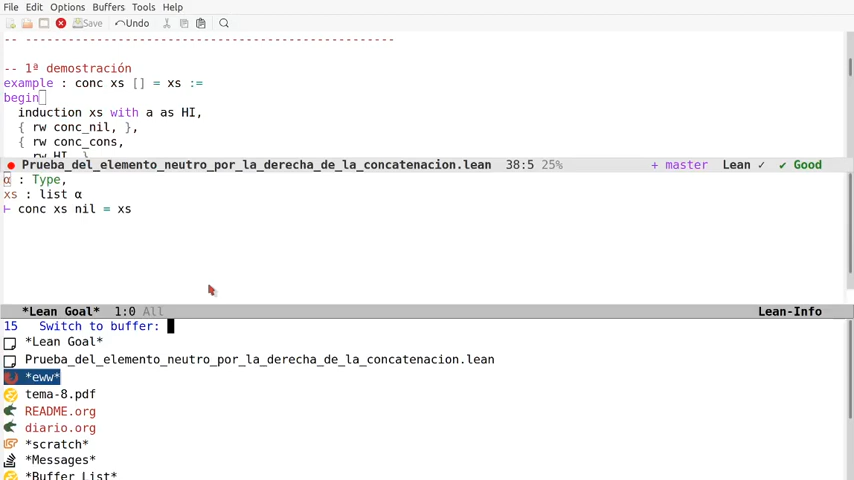 File Edit Options Buffers Tools Help
Save Undo
-- ----------------------------------------------------
-- 1ª demostración
example : conc xs [] = xs :=
begin
induction xs with a as HI,
{ rw conc_nil, },
{ rw conc_cons,
rw HI, },
Prueba_del_elemento_neutro_por_la_derecha_de_la_concatenacion.lean 38:5 25% + master Lean ✓ ✔ Good
α : Type,
xs : list α
⊢ conc xs nil = xs
*Lean Goal* 1:0 All Lean-Info
15 Switch to buffer:
*Lean Goal*
Prueba_del_elemento_neutro_por_la_derecha_de_la_concatenacion.lean
*eww*
tema-8.pdf
README.org
diario.org
*scratch*
*Messages*
*Buffer List*